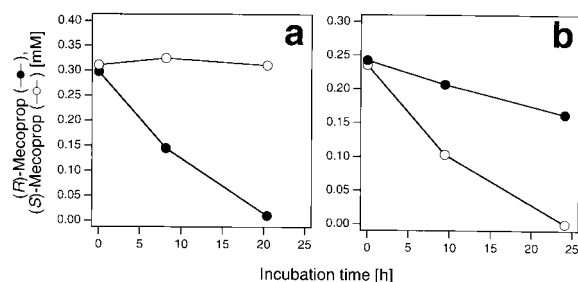 (R)-Mecoprop (—●—),
(S)-Mecoprop (—○—) [mM]
0.40
0.35
0.30
0.25
0.20
0.15
0.10
0.05
0.00
0 5 10 15 20 25
a
0.30
0.25
0.20
0.15
0.10
0.05
0.00
0 5 10 15 20 25
b
Incubation time [h]